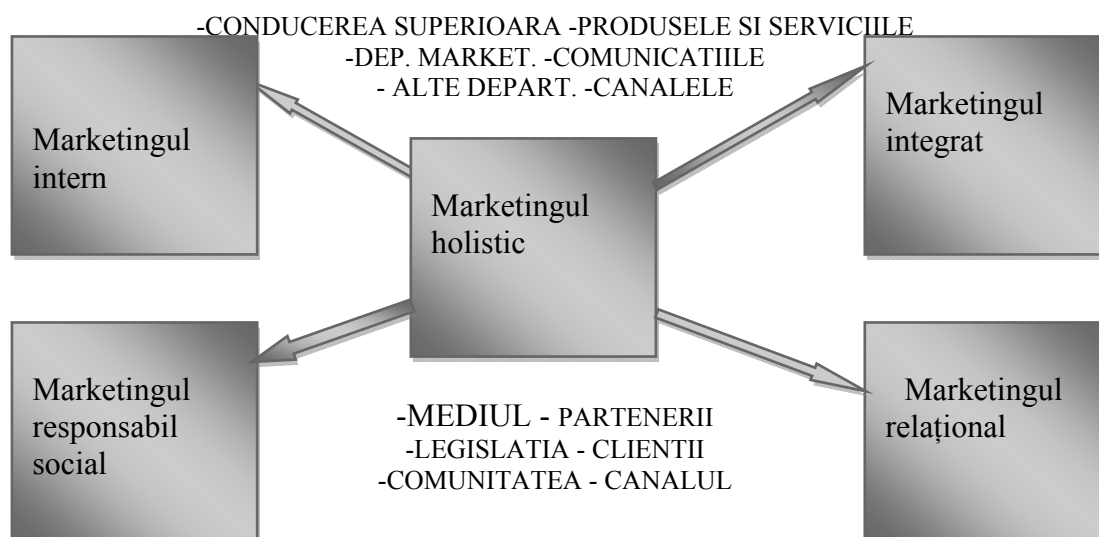 -CONDUCEREA SUPERIOARA -PRODUSELE SI SERVICIILE
-DEP. MARKET. -COMUNICATIILE
- ALTE DEPART. -CANALELE
Marketingul
intern
Marketingul
integrat
Marketingul
holistic
Marketingul
responsabil
social
Marketingul
relațional
-MEDIUL - PARTENERII
-LEGISLATIA - CLIENTII
-COMUNITATEA - CANALUL